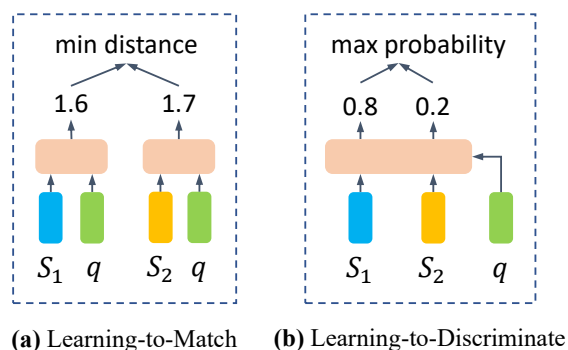 min distance
1.6 1.7
S₁ q S₂ q
(a) Learning-to-Match
max probability
0.8 0.2
S₁ S₂ q
(b) Learning-to-Discriminate